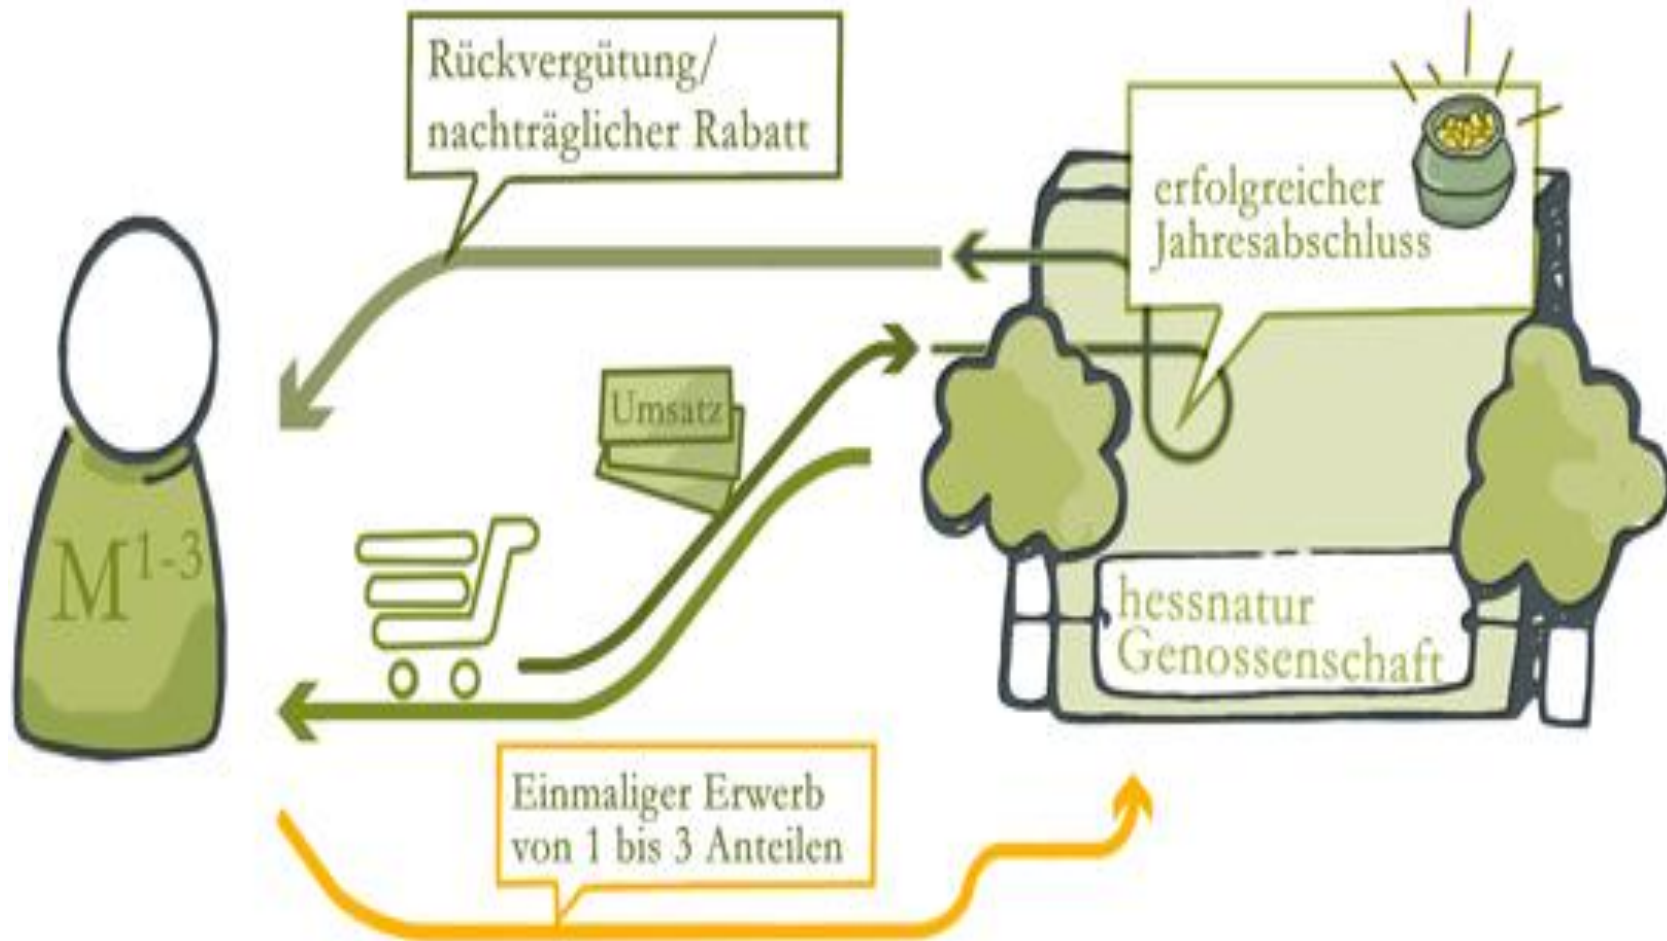 Rückvergütung/
nachträglicher Rabatt
erfolgreicher
Jahresabschluss
Umsatz
M¹⁻³
hessnatur
Genossenschaft
Einmaliger Erwerb
von 1 bis 3 Anteilen